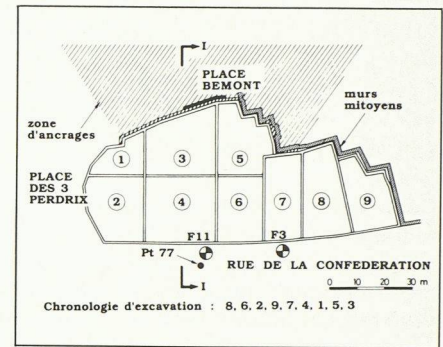 I
PLACE
BEMONT
zone
d'ancrages
murs
mitoyens
PLACE
DES 3
PERDRIX
1
3
5
2
4
6
7
8
9
F11
F3
Pt 77
RUE DE LA CONFEDERATION
I
0 10 20 30 m
Chronologie d'excavation : 8, 6, 2, 9, 7, 4, 1, 5, 3